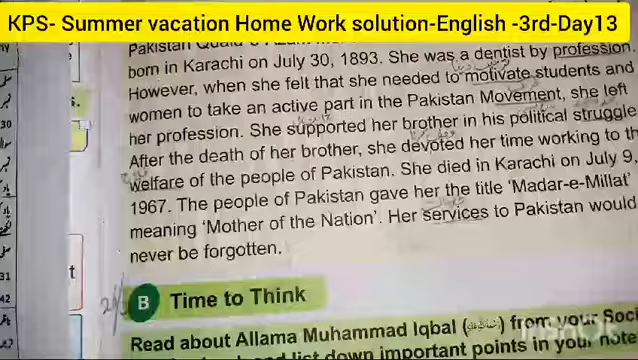 KPS- Summer vacation Home Work solution-English -3rd-Day13
born in Karachi on July 30, 1893. She was a dentist by profession.
However, when she felt that she needed to motivate students and
women to take an active part in the Pakistan Movement, she left
her profession. She supported her brother in his political struggle
After the death of her brother, she devoted her time working to th
welfare of the people of Pakistan. She died in Karachi on July 9,
1967. The people of Pakistan gave her the title 'Madar-e-Millat'
meaning 'Mother of the Nation'. Her services to Pakistan would
never be forgotten.
B Time to Think
Read about Allama Muhammad Iqbal from your Soci
list down important points in your note
30
31
42
s.
t